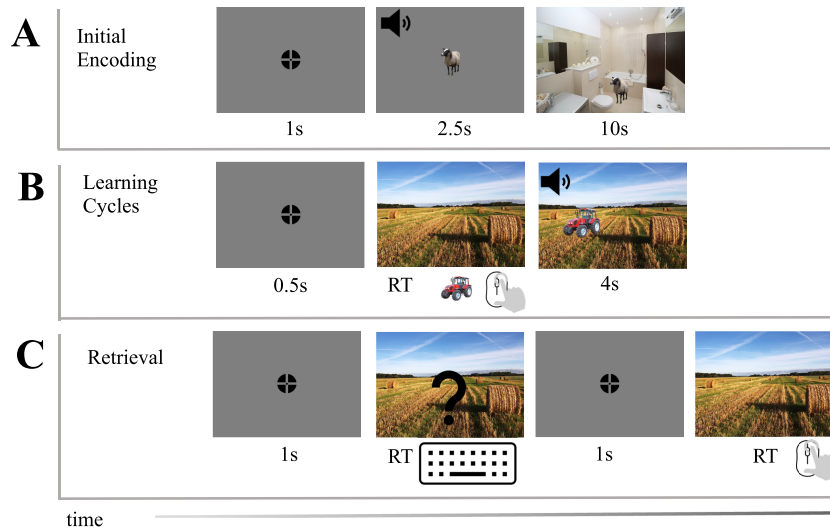 A
Initial
Encoding
1s
2.5s
10s
B
Learning
Cycles
0.5s
RT
4s
C
Retrieval
?
1s
RT
1s
RT
time